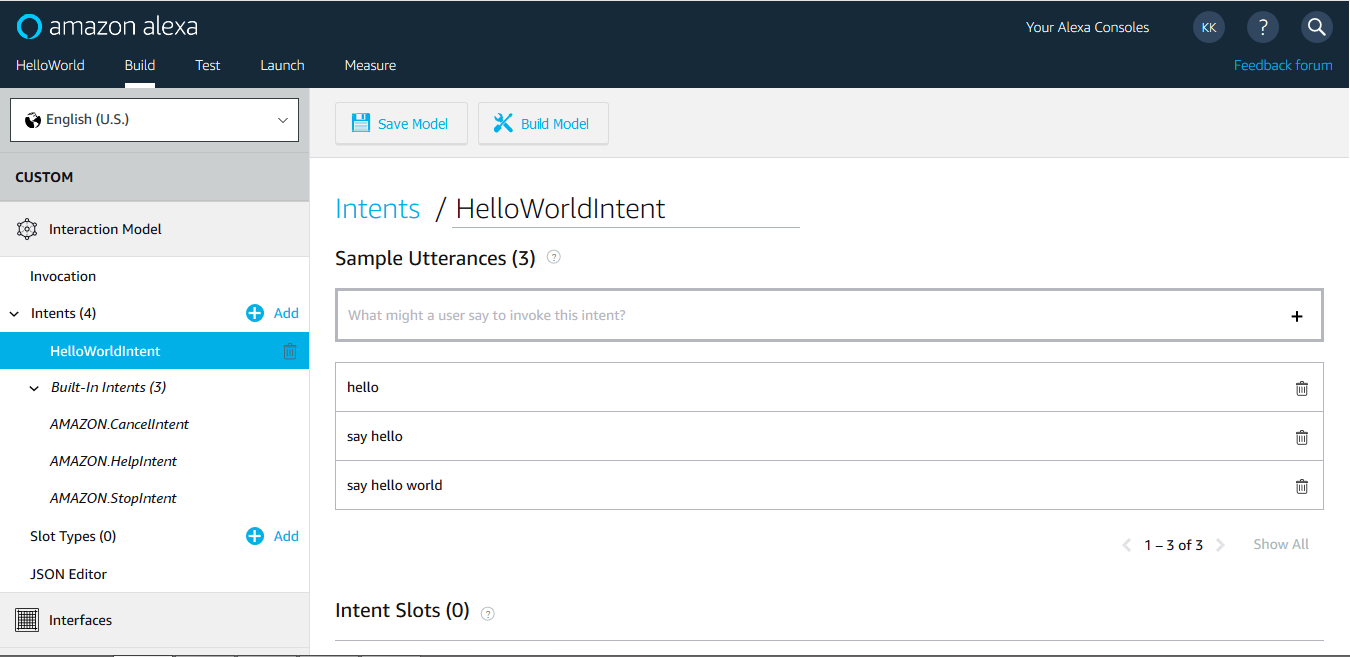 amazon alexa
Your Alexa Consoles
KK
?
HelloWorld
Build
Test
Launch
Measure
Feedback forum
English (U.S.)
Save Model
Build Model
CUSTOM
Interaction Model
Invocation
Intents (4)
Add
HelloWorldIntent
Built-In Intents (3)
AMAZON.CancelIntent
AMAZON.HelpIntent
AMAZON.StopIntent
Slot Types (0)
Add
JSON Editor
Interfaces
Intents / HelloWorldIntent
Sample Utterances (3) ?
What might a user say to invoke this intent? +
hello
say hello
say hello world
< 1 – 3 of 3 > Show All
Intent Slots (0) ?